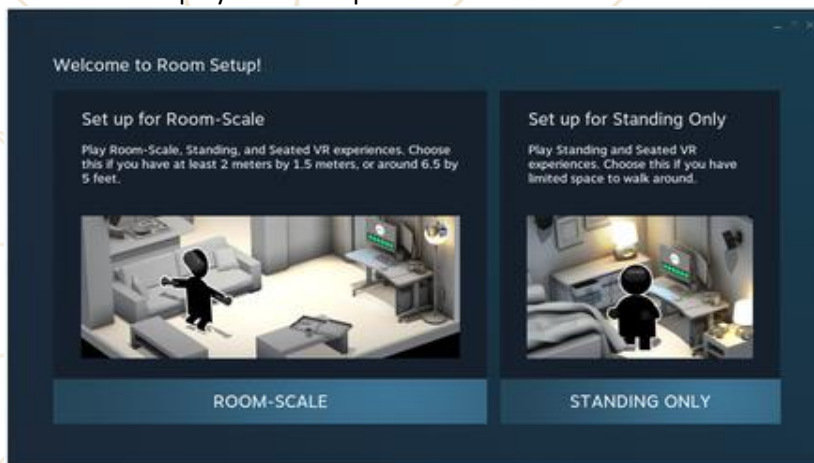 Welcome to Room Setup!
Set up for Room-Scale
Play Room-Scale, Standing, and Seated VR experiences. Choose
this if you have at least 2 meters by 1.5 meters, or around 6.5 by
5 feet.
ROOM-SCALE
Set up for Standing Only
Play Standing and Seated VR
experiences. Choose this if you have
limited space to walk around.
STANDING ONLY